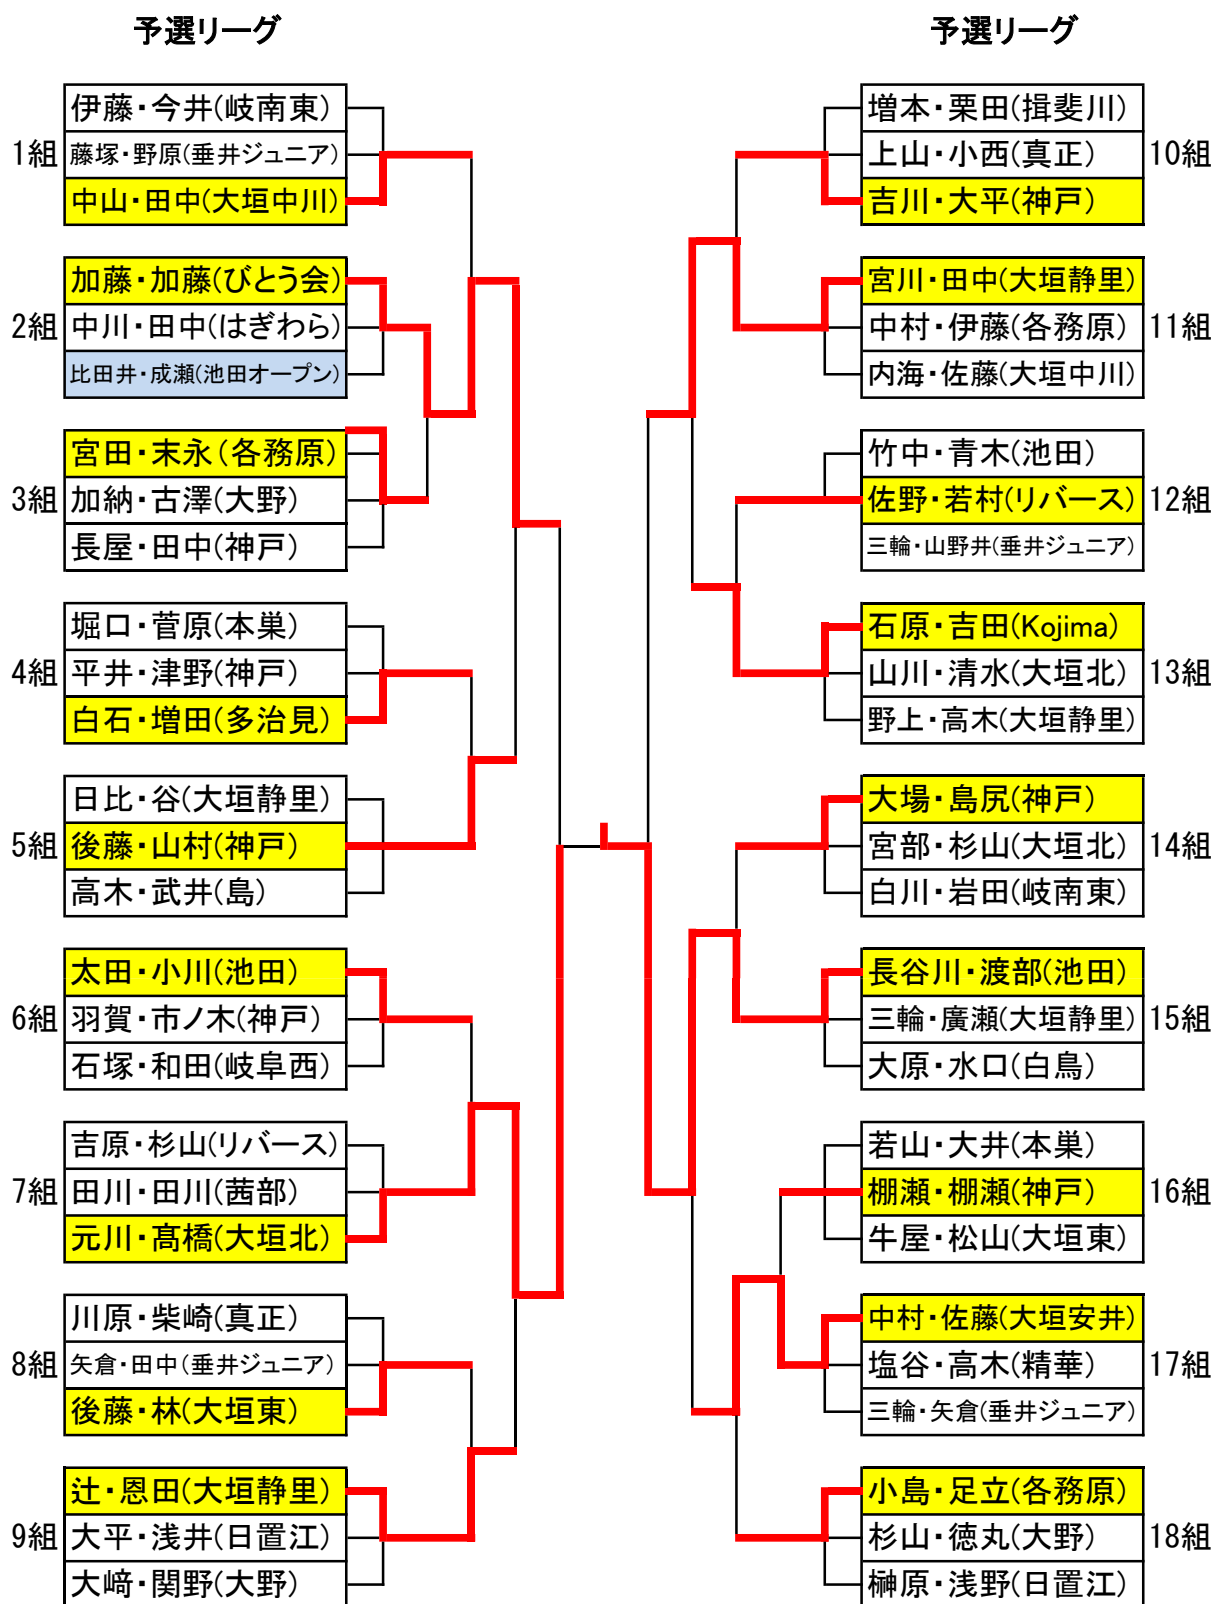 予選リーグ
1組
伊藤・今井(岐南東)
藤塚・野原(垂井ジュニア)
中山・田中(大垣中川)
2組
加藤・加藤(びとう会)
中川・田中(はぎわら)
比田井・成瀬(池田オープン)
3組
宮田・末永(各務原)
加納・古澤(大野)
長屋・田中(神戸)
4組
堀口・菅原(本巣)
平井・津野(神戸)
白石・増田(多治見)
5組
日比・谷(大垣静里)
後藤・山村(神戸)
高木・武井(島)
6組
太田・小川(池田)
羽賀・市ノ木(神戸)
石塚・和田(岐阜西)
7組
吉原・杉山(リバース)
田川・田川(茜部)
元川・髙橋(大垣北)
8組
川原・柴崎(真正)
矢倉・田中(垂井ジュニア)
後藤・林(大垣東)
9組
辻・恩田(大垣静里)
大平・浅井(日置江)
大﨑・関野(大野)
予選リーグ
増本・栗田(揖斐川)
上山・小西(真正)
吉川・大平(神戸)
10組
宮川・田中(大垣静里)
中村・伊藤(各務原)
内海・佐藤(大垣中川)
11組
竹中・青木(池田)
佐野・若村(リバース)
三輪・山野井(垂井ジュニア)
12組
石原・吉田(Kojima)
山川・清水(大垣北)
野上・高木(大垣静里)
13組
大場・島尻(神戸)
宮部・杉山(大垣北)
白川・岩田(岐南東)
14組
長谷川・渡部(池田)
三輪・廣瀬(大垣静里)
大原・水口(白鳥)
15組
若山・大井(本巣)
棚瀬・棚瀬(神戸)
牛屋・松山(大垣東)
16組
中村・佐藤(大垣安井)
塩谷・高木(精華)
三輪・矢倉(垂井ジュニア)
17組
小島・足立(各務原)
杉山・徳丸(大野)
榊原・浅野(日置江)
18組